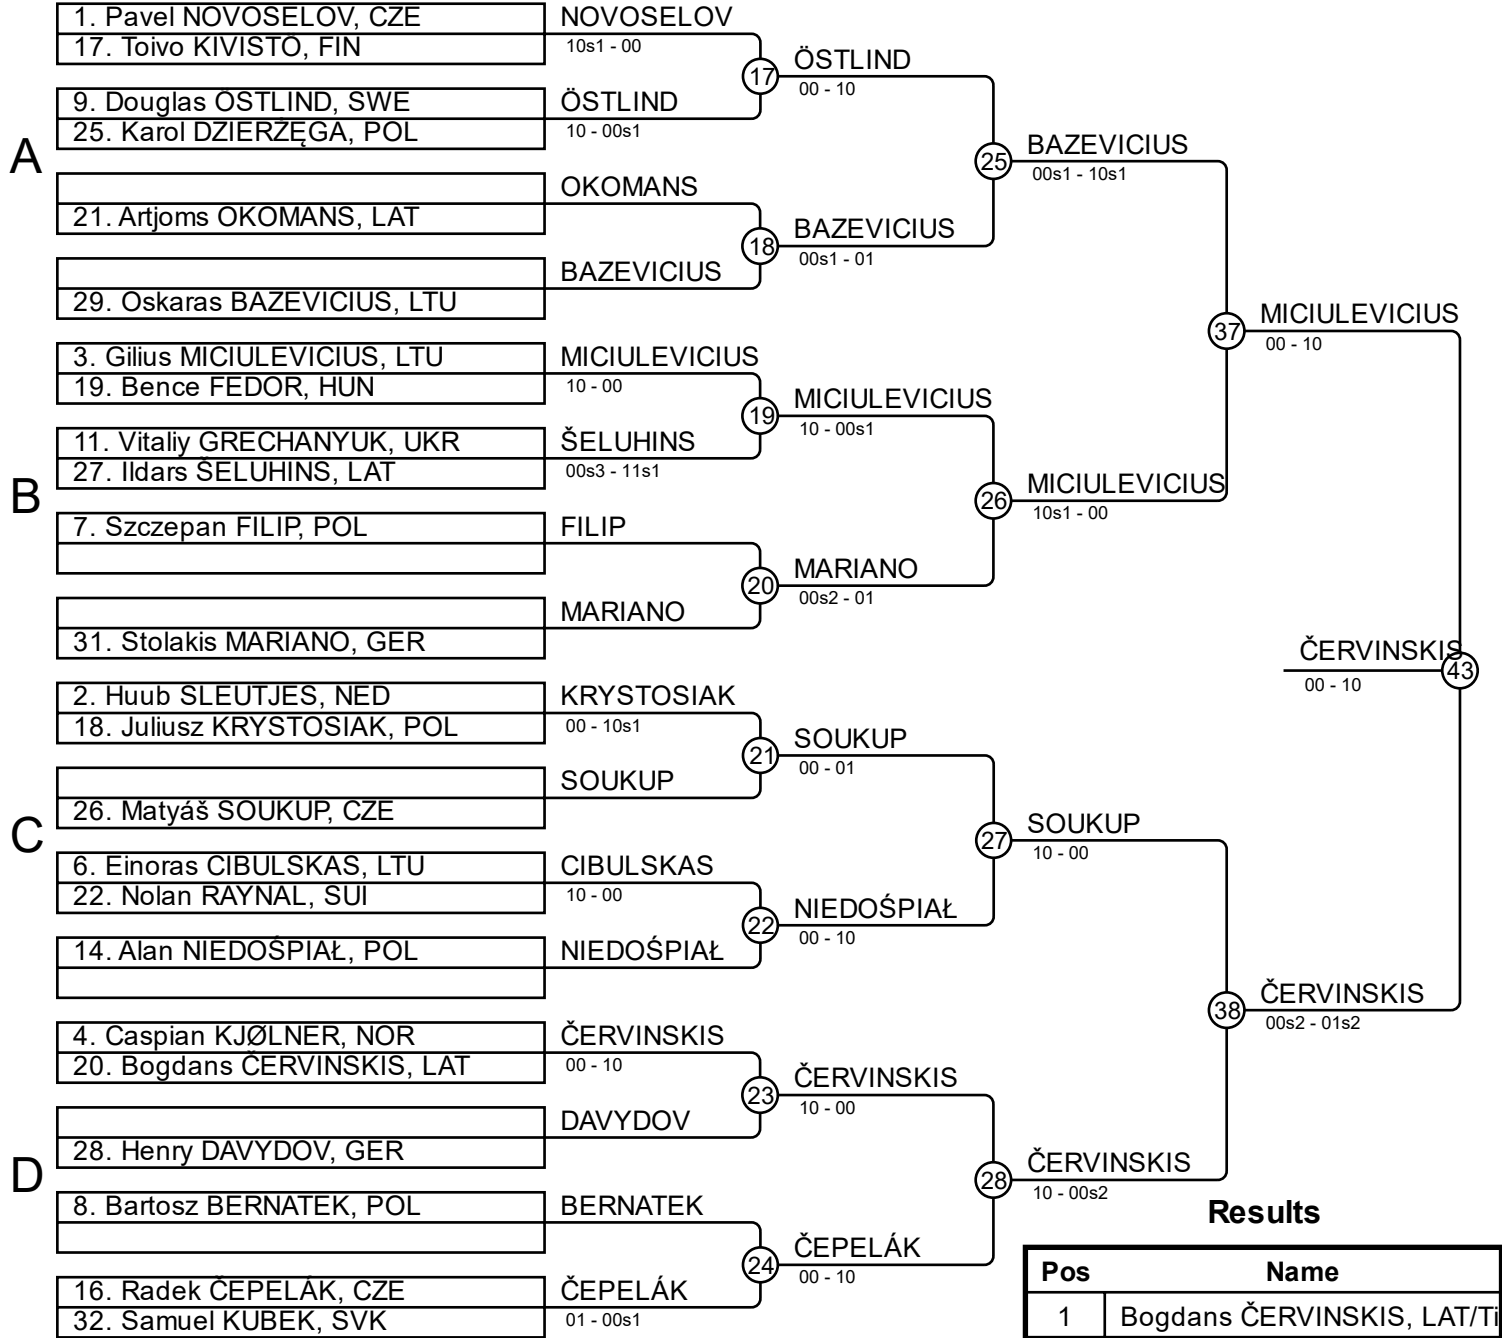 A
1. Pavel NOVOSELOV, CZE
17. Toivo KIVISTÖ, FIN
9. Douglas ÖSTLIND, SWE
25. Karol DZIERŻĘGA, POL
21. Artjoms OKOMANS, LAT
29. Oskaras BAZEVICIUS, LTU
B
3. Gilius MICIULEVICIUS, LTU
19. Bence FEDOR, HUN
11. Vitaliy GRECHANYUK, UKR
27. Ildars ŠELUHINS, LAT
7. Szczepan FILIP, POL
31. Stolakis MARIANO, GER
C
2. Huub SLEUTJES, NED
18. Juliusz KRYSTOSIAK, POL
26. Matyáš SOUKUP, CZE
6. Einoras CIBULSKAS, LTU
22. Nolan RAYNAL, SUI
14. Alan NIEDOŚPIAŁ, POL
D
4. Caspian KJØLNER, NOR
20. Bogdans ČERVINSKIS, LAT
28. Henry DAVYDOV, GER
8. Bartosz BERNATEK, POL
16. Radek ČEPELÁK, CZE
32. Samuel KUBEK, SVK
NOVOSELOV
10s1 - 00
ÖSTLIND
10 - 00s1
OKOMANS
BAZEVICIUS
MICIULEVICIUS
10 - 00
ŠELUHINS
00s3 - 11s1
FILIP
MARIANO
KRYSTOSIAK
00 - 10s1
SOUKUP
CIBULSKAS
10 - 00
NIEDOŚPIAŁ
ČERVINSKIS
00 - 10
DAVYDOV
BERNATEK
ČEPELÁK
01 - 00s1
17
ÖSTLIND
00 - 10
18
BAZEVICIUS
00s1 - 01
19
MICIULEVICIUS
10 - 00s1
20
MARIANO
00s2 - 01
21
SOUKUP
00 - 01
22
NIEDOŚPIAŁ
00 - 10
23
ČERVINSKIS
10 - 00
24
ČEPELÁK
00 - 10
25
BAZEVICIUS
00s1 - 10s1
26
MICIULEVICIUS
10s1 - 00
27
SOUKUP
10 - 00
28
ČERVINSKIS
10 - 00s2
37
MICIULEVICIUS
00 - 10
38
ČERVINSKIS
00s2 - 01s2
ČERVINSKIS
43
00 - 10
Results
Pos Name
1 Bogdans ČERVINSKIS, LAT/Ti